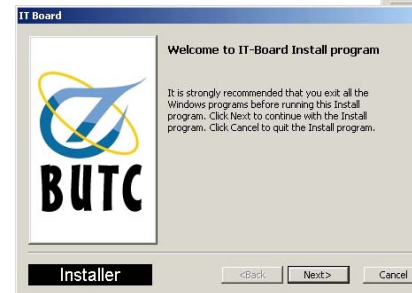 IT Board
Welcome to IT-Board Install program
It is strongly recommended that you exit all the
Windows programs before running this Install
program. Click Next to continue with the Install
program. Click Cancel to quit the Install program.
BUTC
Installer
<Back
Next>
Cancel